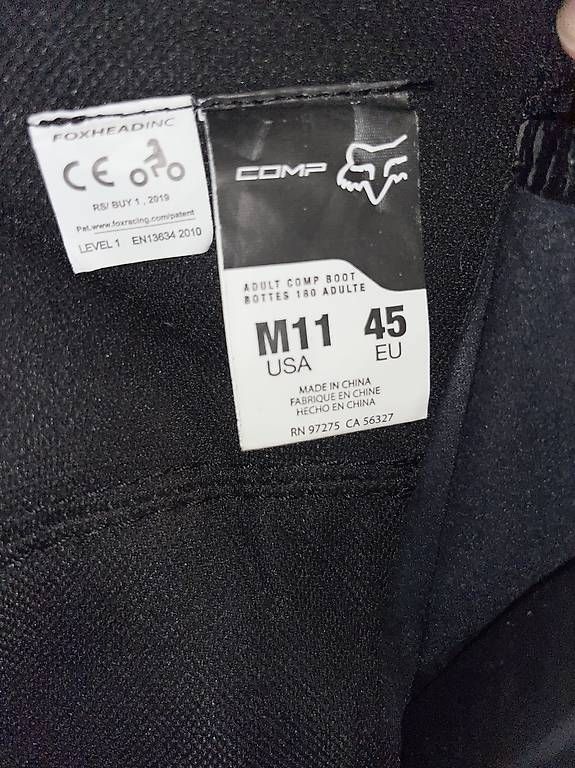 FOXHEADINC
CE
RS/ BUY 1 , 2019
Pat.www.foxracing.com/patent
LEVEL 1 EN13634 2010
COMP
ADULT COMP BOOT
BOTTES 180 ADULTE
M11 45
USA EU
MADE IN CHINA
FABRIQUE EN CHINE
HECHO EN CHINA
RN 97275 CA 56327